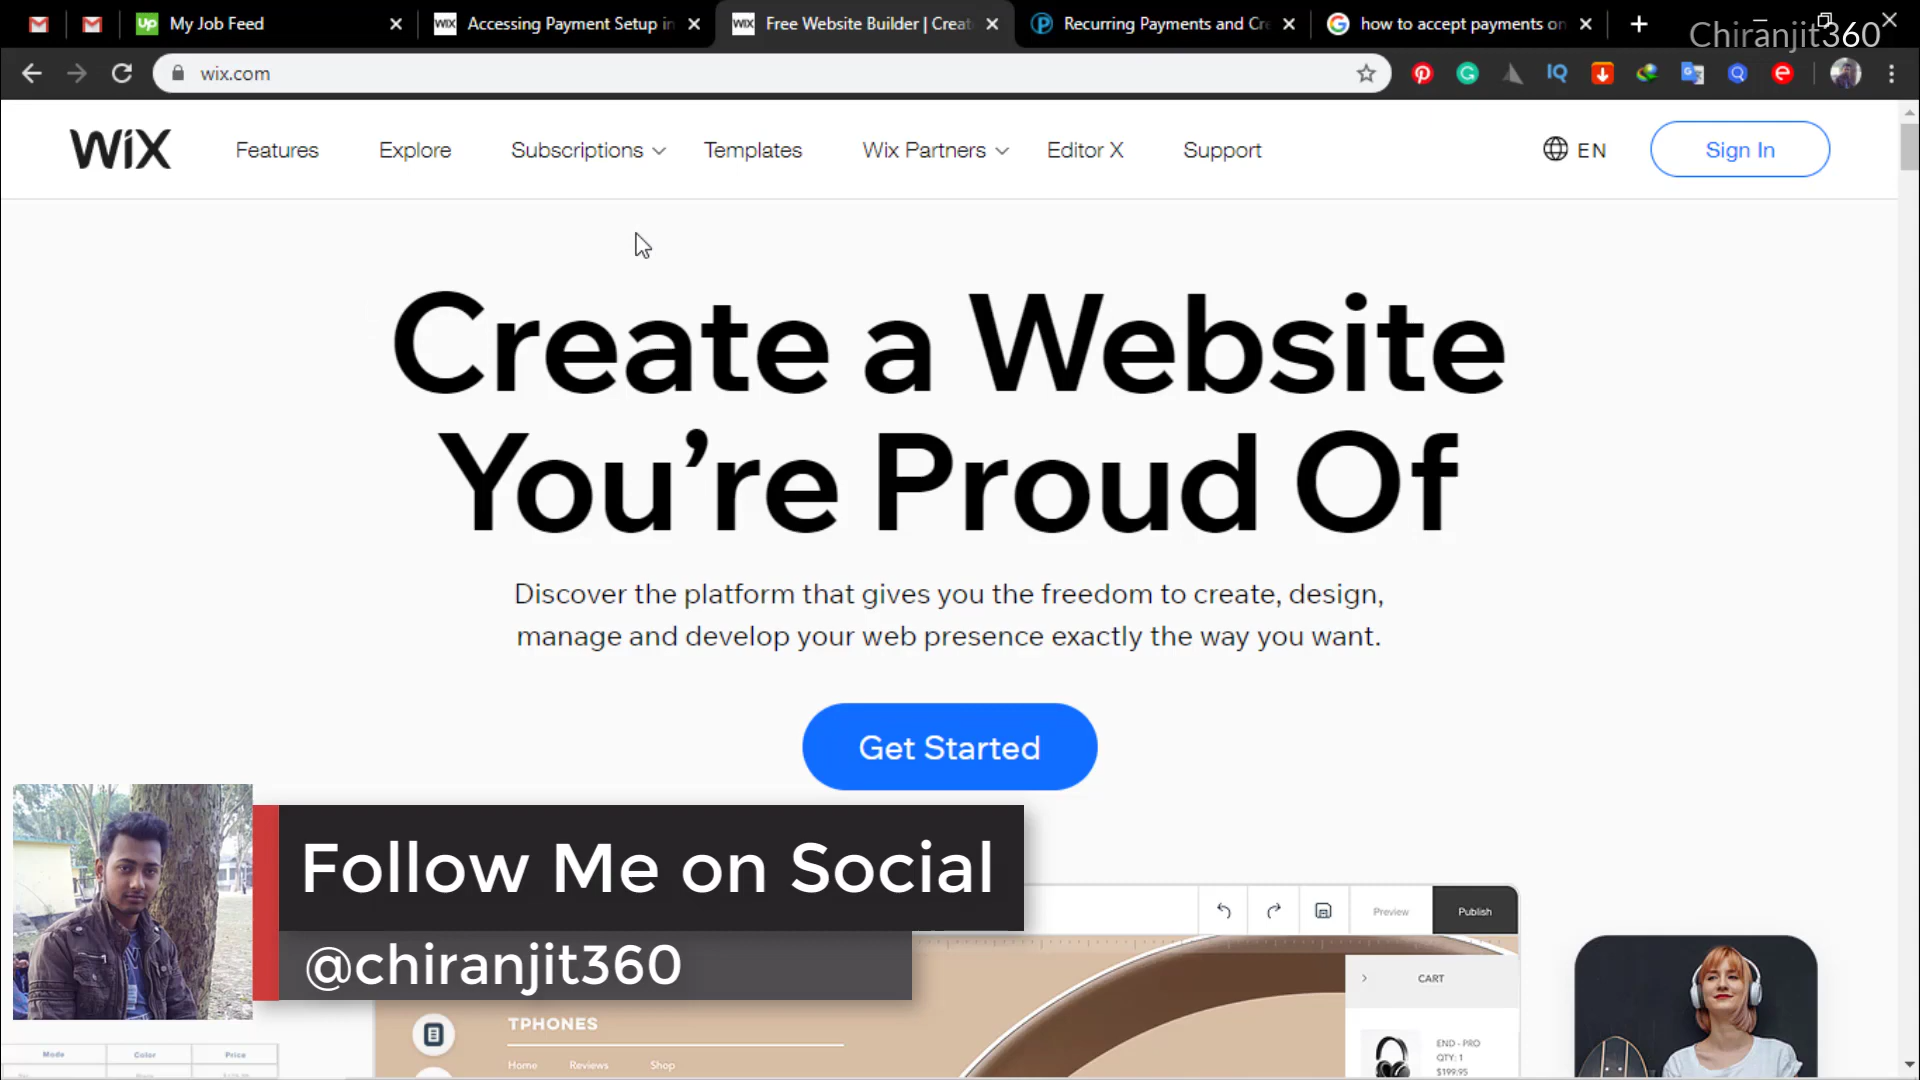 My Job Feed
WiX Accessing Payment Setup in
WiX Free Website Builder | Creat
Recurring Payments and Cr
how to accept payments on
Chiranjit360
wix.com
WiX
Features
Explore
Subscriptions
Templates
Wix Partners
Editor X
Support
EN
Sign In
Create a Website
You’re Proud Of
Discover the platform that gives you the freedom to create, design,
manage and develop your web presence exactly the way you want.
Get Started
Follow Me on Social
@chiranjit360
Preview
Publish
CART
TPHONES
Home
Reviews
Shop
END - PRO
QTY: 1
$199.95
Mode
Color
Price